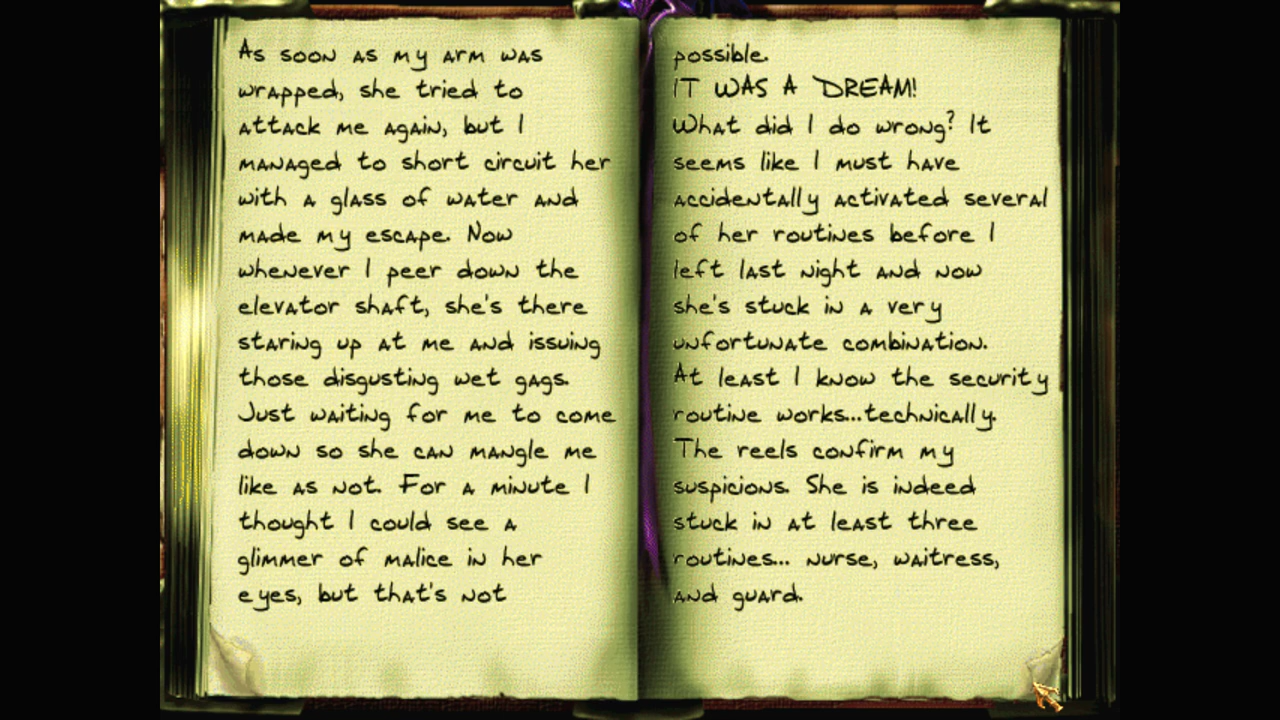 As soon as my arm was
wrapped, she tried to
attack me again, but I
managed to short circuit her
with a glass of water and
made my escape. Now
whenever I peer down the
elevator shaft, she's there
staring up at me and issuing
those disgusting wet gags.
Just waiting for me to come
down so she can mangle me
like as not. For a minute I
thought I could see a
glimmer of malice in her
eyes, but that's not
possible.
IT WAS A DREAM!
What did I do wrong? It
seems like I must have
accidentally activated several
of her routines before I
left last night and now
she's stuck in a very
unfortunate combination.
At least I know the security
routine works...technically.
The reels confirm my
suspicions. She is indeed
stuck in at least three
routines... nurse, waitress,
and guard.